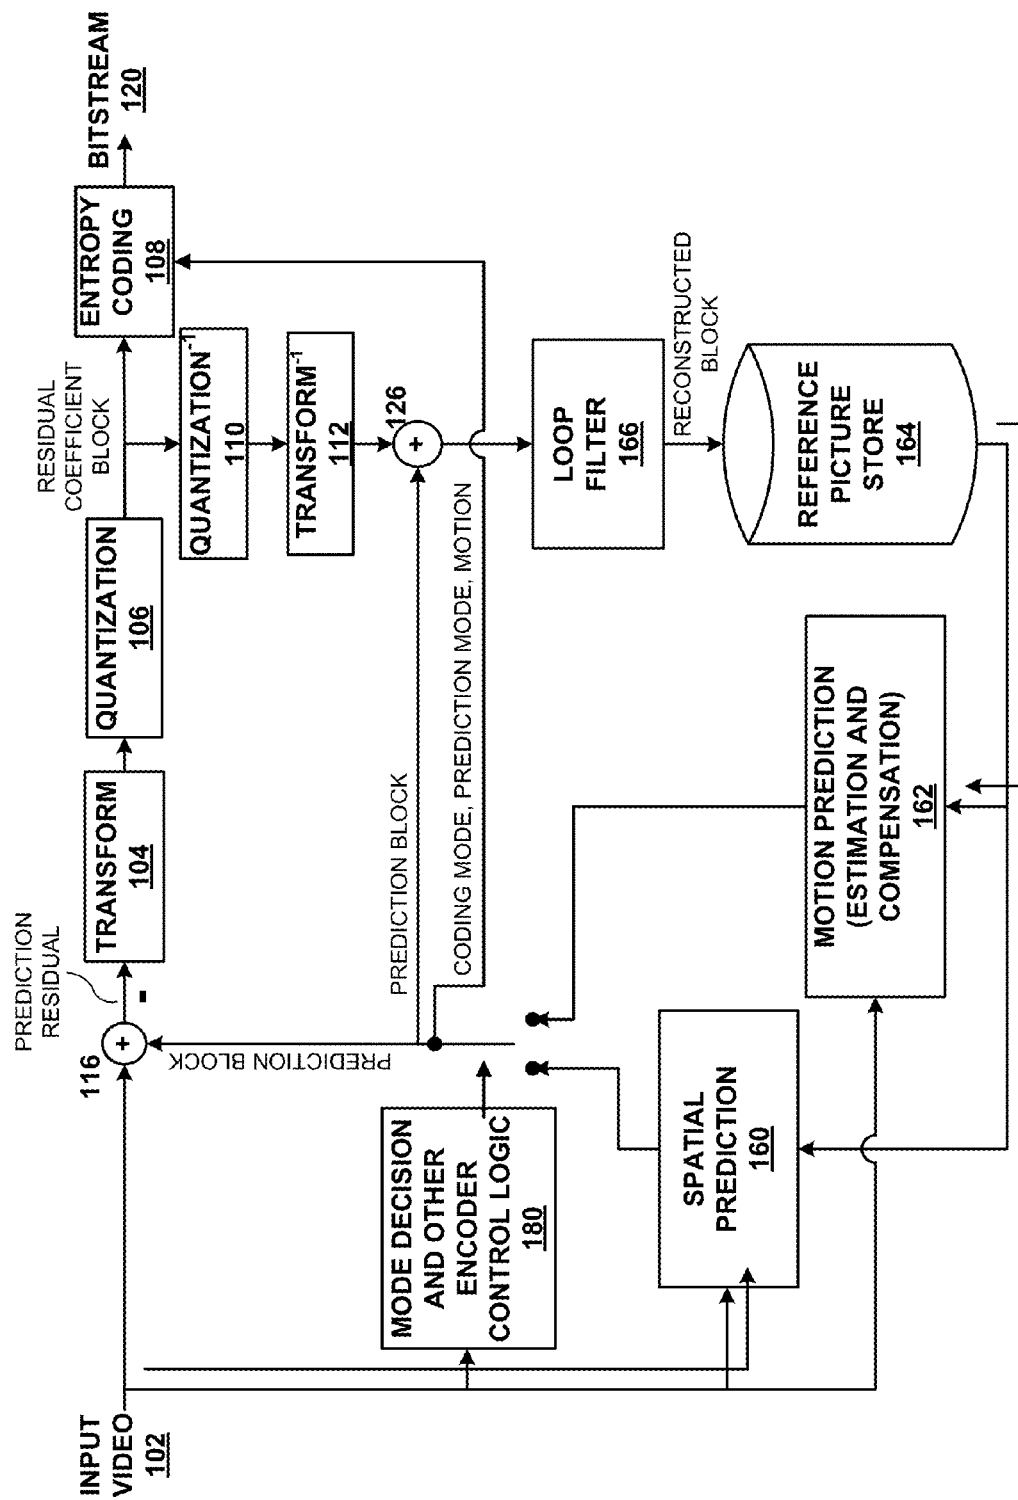 INPUT
VIDEO
102
116
+
-
PREDICTION
RESIDUAL
TRANSFORM
104
QUANTIZATION
106
RESIDUAL
COEFFICIENT
BLOCK
ENTROPY
CODING
108
BITSTREAM
120
QUANTIZATION-1
110
TRANSFORM-1
112
126
+
PREDICTION BLOCK
PREDICTION BLOCK
CODING MODE, PREDICTION MODE, MOTION
MODE DECISION
AND OTHER
ENCODER
CONTROL LOGIC
180
SPATIAL
PREDICTION
160
MOTION PREDICTION
(ESTIMATION AND
COMPENSATION)
162
LOOP
FILTER
166
RECONSTRUCTED
BLOCK
REFERENCE
PICTURE
STORE
164